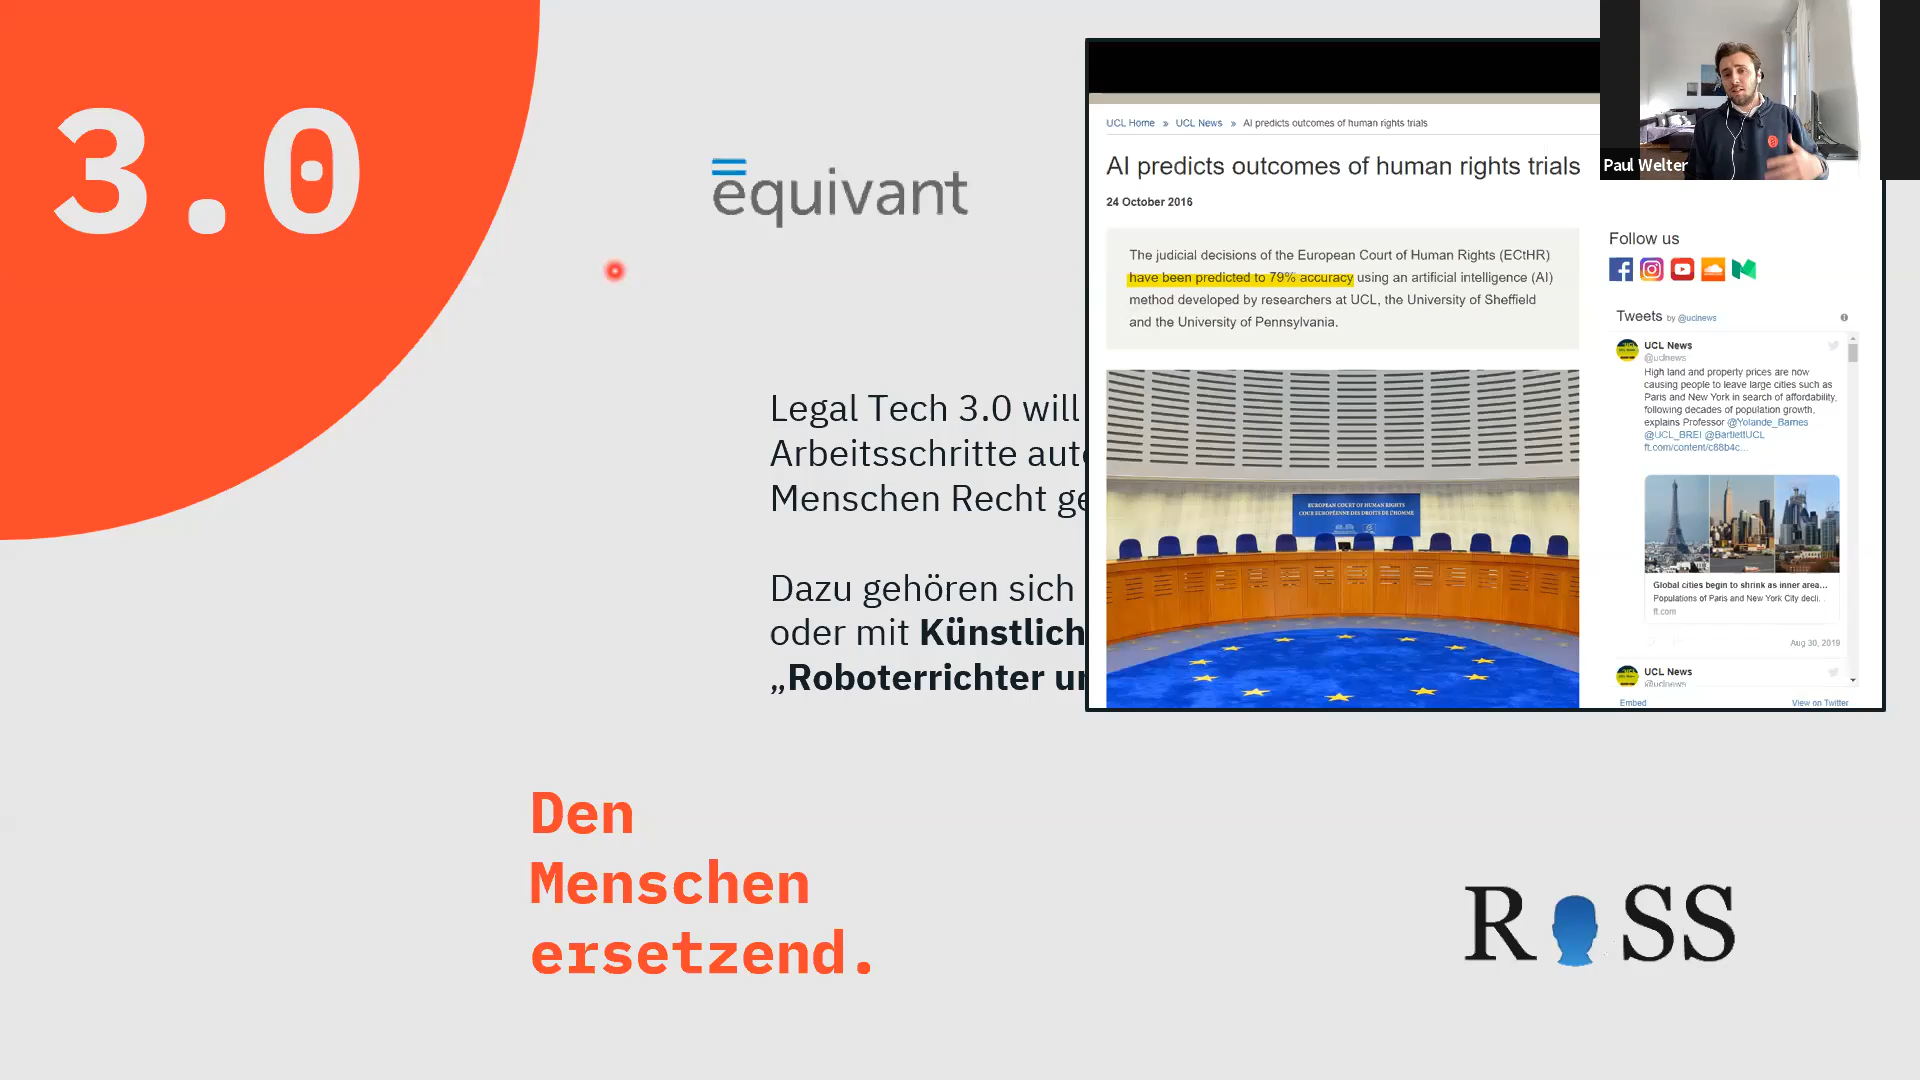 3.0
equivant
Legal Tech 3.0 will
Arbeitsschritte
Menschen Recht
Dazu gehören sich
oder mit Künstlich
„Roboterrichter
Den
Menschen
ersetzend.
UCL Home » UCL News » AI predicts outcomes of human rights trials
AI predicts outcomes of human rights trials
24 October 2016
The judicial decisions of the European Court of Human Rights (ECtHR)
have been predicted to 79% accuracy using an artificial intelligence (AI)
method developed by researchers at UCL, the University of Sheffield
and the University of Pennsylvania.
EUROPEAN COURT OF HUMAN RIGHTS
COUR EUROPÉENNE DES DROITS DE L'HOMME
Paul Welter
Follow us
Tweets by @uclnews
UCL News
@uclnews
High land and property prices are now
causing people to leave large cities such as
Paris and New York in search of affordability,
following decades of population growth,
explains Professor @Yolande_Barnes
@UCL_BREI @BartlettUCL
ft.com/content/c68b4c...
Global cities begin to shrink as inner area...
Populations of Paris and New York City decli...
ft.com
Aug 30, 2019
UCL News
@uclnews
Embed
View on Twitter
ROSS